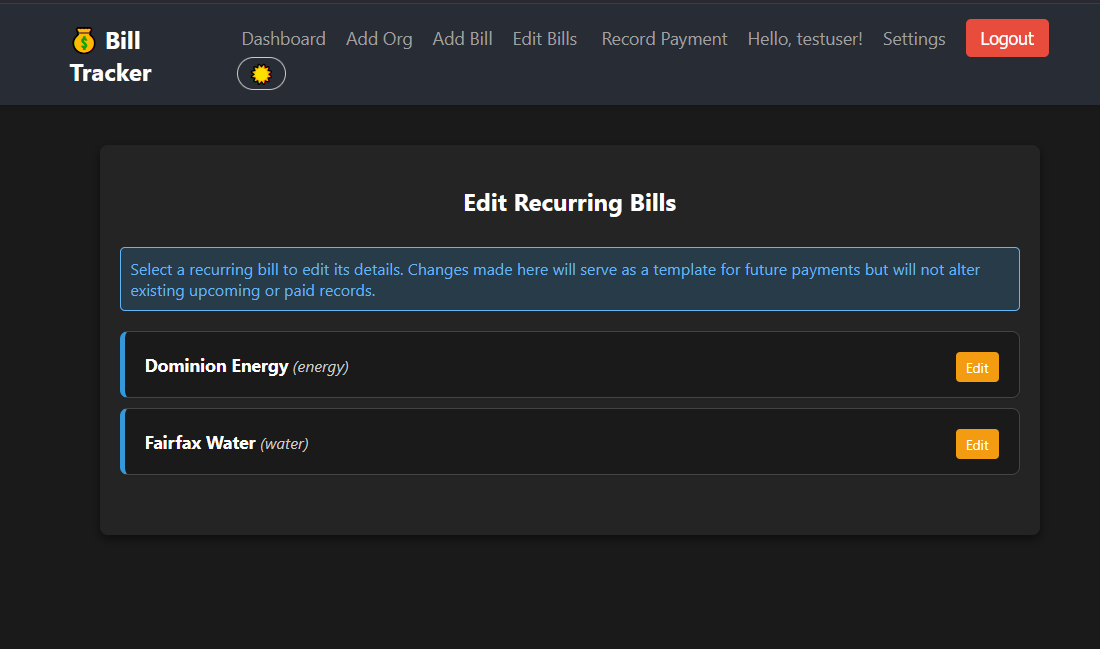 💰 Bill Tracker
Dashboard Add Org Add Bill Edit Bills Record Payment Hello, testuser! Settings Logout
Edit Recurring Bills
Select a recurring bill to edit its details. Changes made here will serve as a template for future payments but will not alter
existing upcoming or paid records.
Dominion Energy (energy) Edit
Fairfax Water (water) Edit